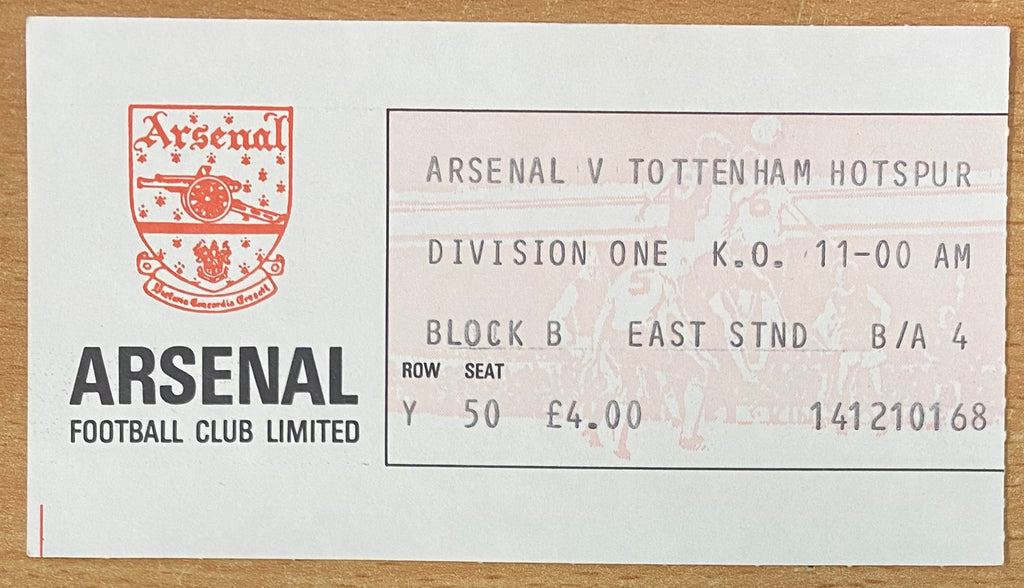 Arsenal
Victoria Concordia Crescit
ARSENAL
FOOTBALL CLUB LIMITED
ARSENAL V TOTTENHAM HOTSPUR
DIVISION ONE K.O. 11-00 AM
BLOCK B EAST STND B/A 4
ROW SEAT
Y 50 £4.00 141210168